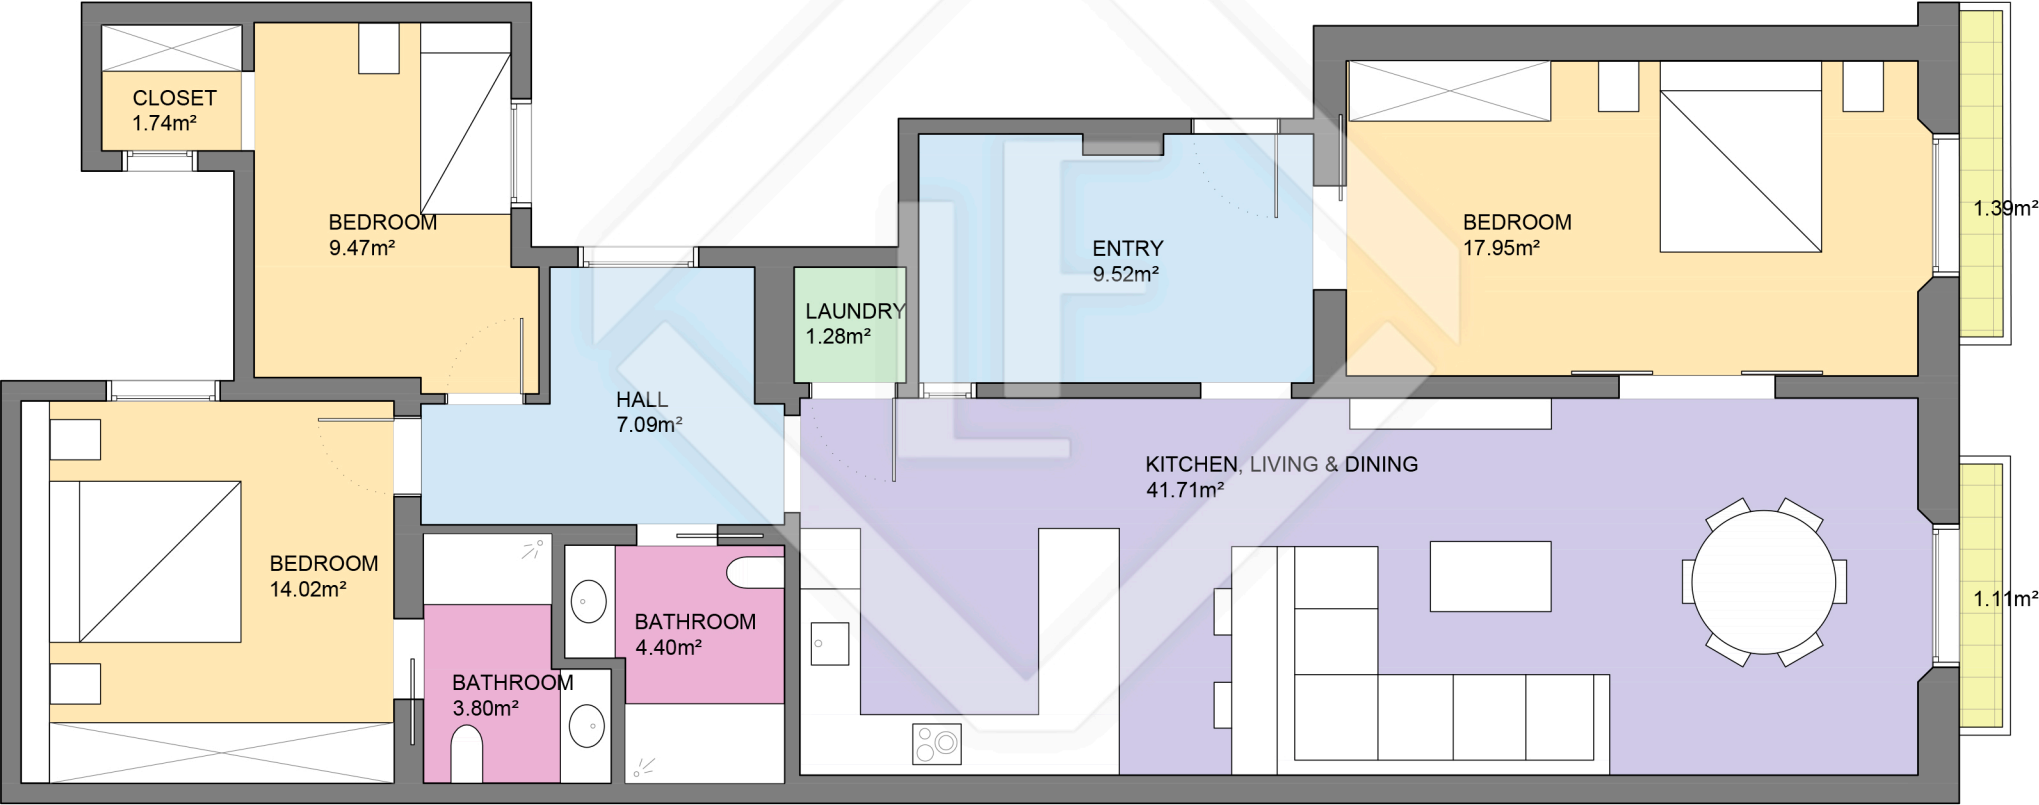 CLOSET
1.74m²
BEDROOM
9.47m²
ENTRY
9.52m²
BEDROOM
17.95m²
1.39m²
LAUNDRY
1.28m²
HALL
7.09m²
KITCHEN, LIVING & DINING
41.71m²
BEDROOM
14.02m²
BATHROOM
4.40m²
BATHROOM
3.80m²
1.11m²
LF